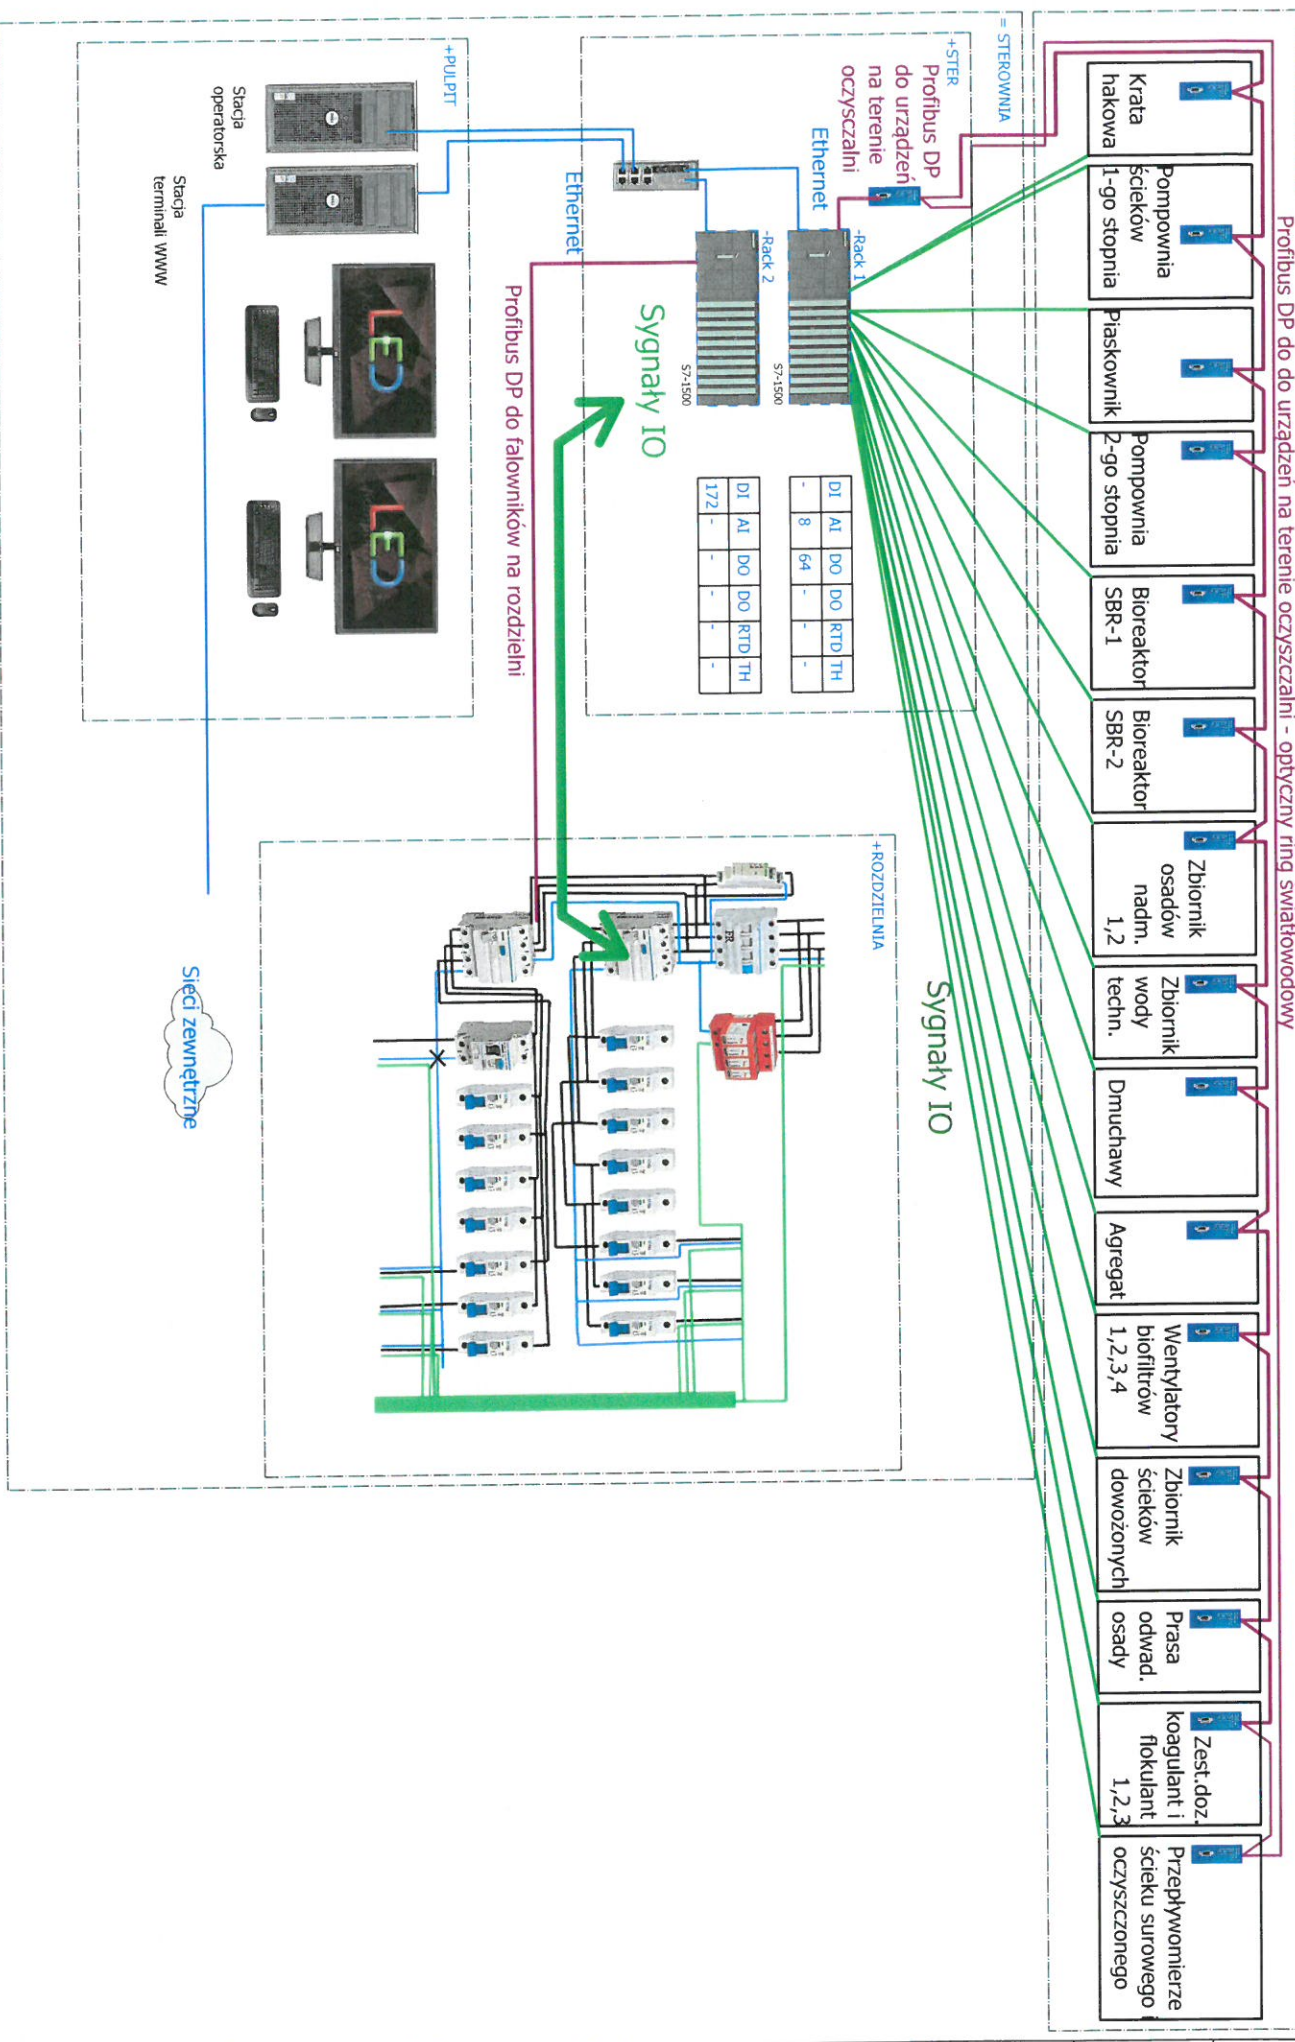 Profibus DP do do urządzeń na terenie oczyszczalni - optyczny ring światłowodowy
Krata
hakowa
Pompownia
ścieków
1-go stopnia
Piaskownik
Pompownia
2-go stopnia
Bioreaktor
SBR-1
Bioreaktor
SBR-2
Zbiornik
osadów
nadm.
1,2
Zbiornik
wody
techn.
Dmuchawy
Agregat
Wentylatory
biofiltrów
1,2,3,4
Zbiornik
ścieków
dowożonych
Prasa
odwad.
osady
Zest.doz.
koagulant i
flokulant
1,2,3
Przepływomierze
ścieku surowego i
oczyszczonego
= STEROWNIA
+STER
Profibus DP
do urządzeń
na terenie
oczysczalni
Ethernet
-Rack 1
S7-1500
DI AI DO DO RTD TH
- 8 64 - - -
-Rack 2
S7-1500
DI AI DO DO RTD TH
172 - - - - -
Sygnały IO
Sygnały IO
Ethernet
Profibus DP do falowników na rozdzielni
+PULPIT
LED
LED
Stacja
operatorska
Stacja
terminali WWW
+ROZDZIELNIA
FR
Sieci zewnętrzne